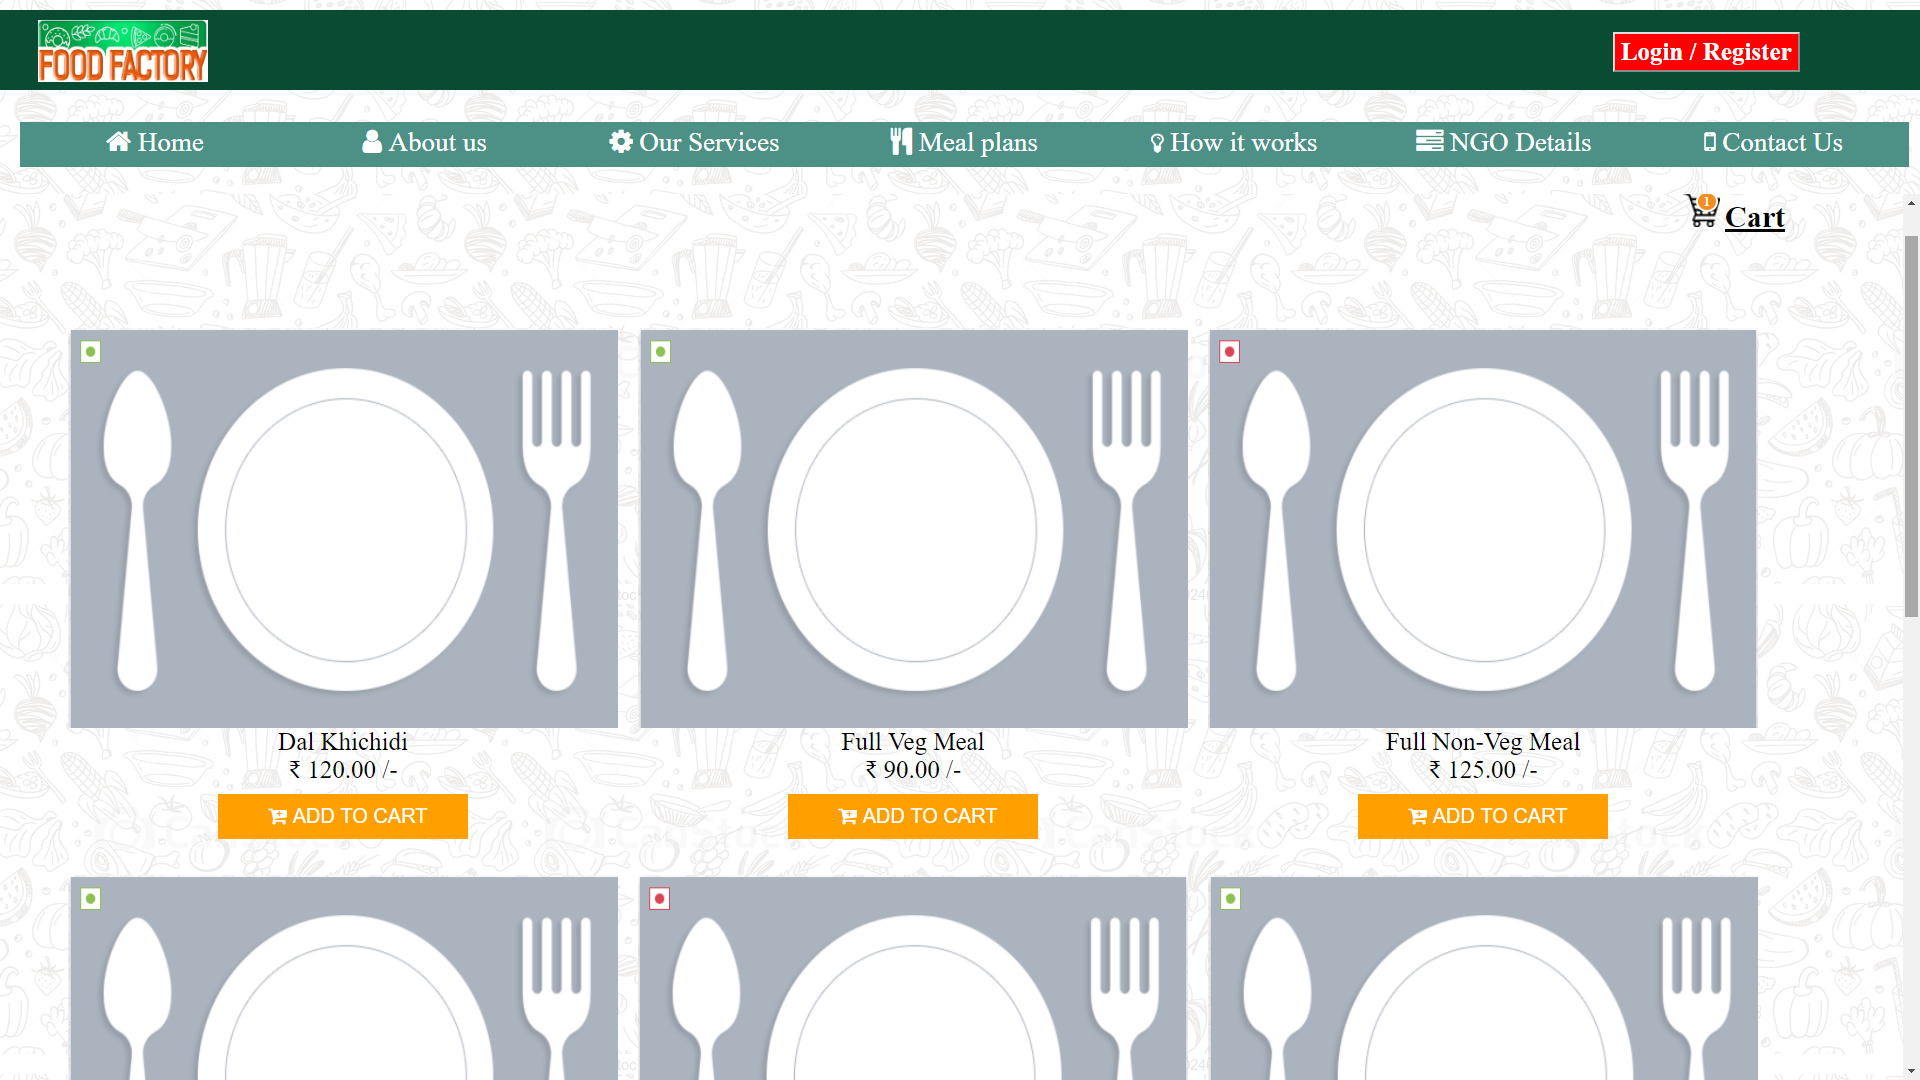 FOOD FACTORY
Login / Register
Home
About us
Our Services
Meal plans
How it works
NGO Details
Contact Us
1
Cart
Dal Khichidi
₹ 120.00 /-
ADD TO CART
Full Veg Meal
₹ 90.00 /-
ADD TO CART
Full Non-Veg Meal
₹ 125.00 /-
ADD TO CART